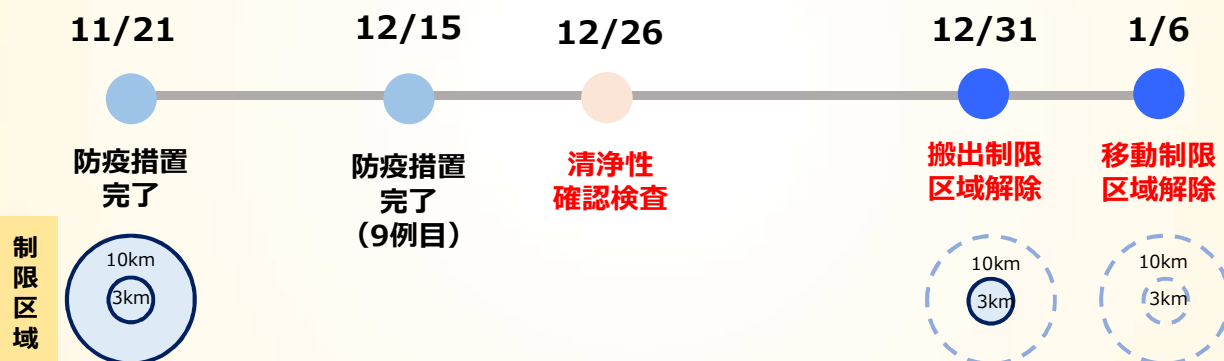 11/21
12/15
12/26
12/31
1/6
防疫措置
完了
防疫措置
完了
（9例目）
清浄性
確認検査
搬出制限
区域解除
移動制限
区域解除
制
限
区
域
10km
3km
10km
3km
10km
3km